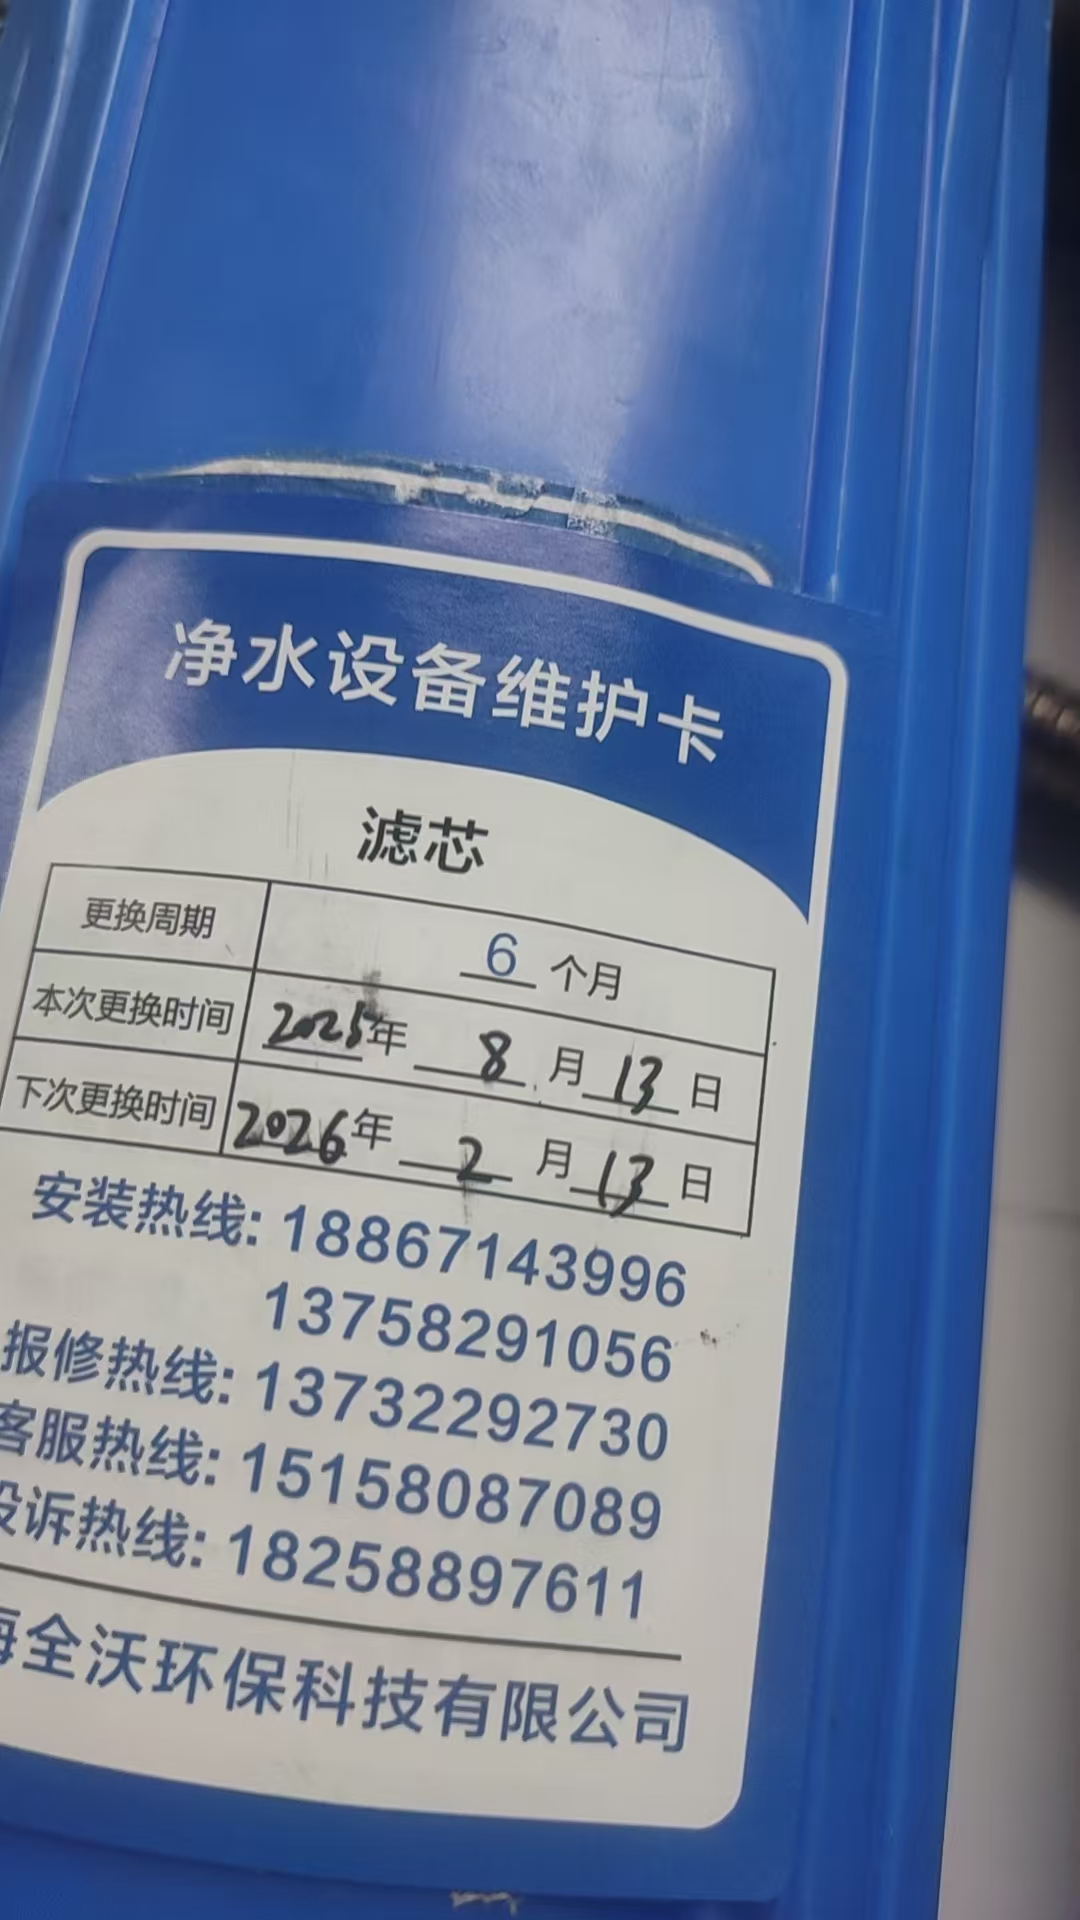 净水设备维护卡
滤芯
更换周期 6 个月
本次更换时间 2025年 8 月 13 日
下次更换时间 2026年 2 月 13 日
安装热线: 18867143996
13758291056
报修热线: 13732292730
客服热线: 15158087089
投诉热线: 18258897611
海全沃环保科技有限公司